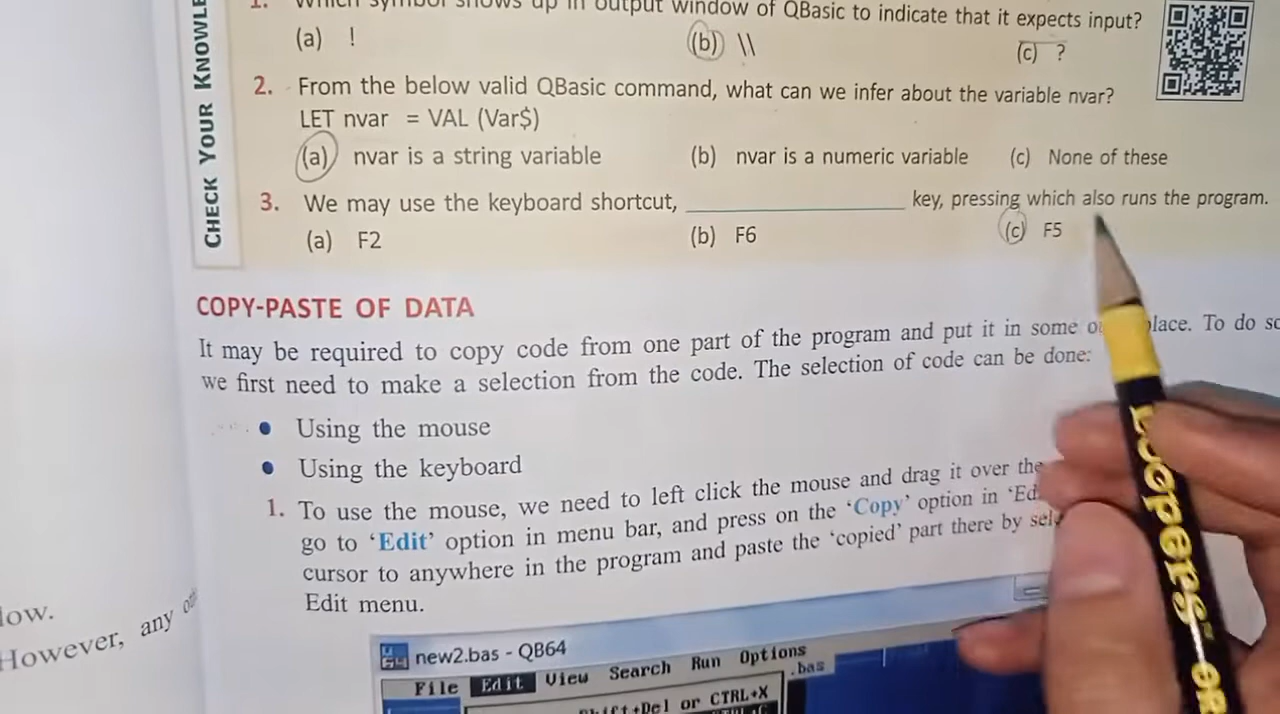 CHECK YOUR KNOWLE
1. Which symbol shows up in output window of QBasic to indicate that it expects input?
(a) ! (b) \\ (c) ?
2. From the below valid QBasic command, what can we infer about the variable nvar?
LET nvar = VAL (Var$)
(a) nvar is a string variable (b) nvar is a numeric variable (c) None of these
3. We may use the keyboard shortcut, ____________ key, pressing which also runs the program.
(a) F2 (b) F6 (c) F5
COPY-PASTE OF DATA
It may be required to copy code from one part of the program and put it in some place. To do so
we first need to make a selection from the code. The selection of code can be done:
• Using the mouse
• Using the keyboard
1. To use the mouse, we need to left click the mouse and drag it over the
go to ‘Edit’ option in menu bar, and press on the ‘Copy’ option in ‘Ed
cursor to anywhere in the program and paste the ‘copied’ part there by sel
Edit menu.
low.
However, any
new2.bas - QB64
File Edit View Search Run Options
.bas
Shift+Del or CTRL+X